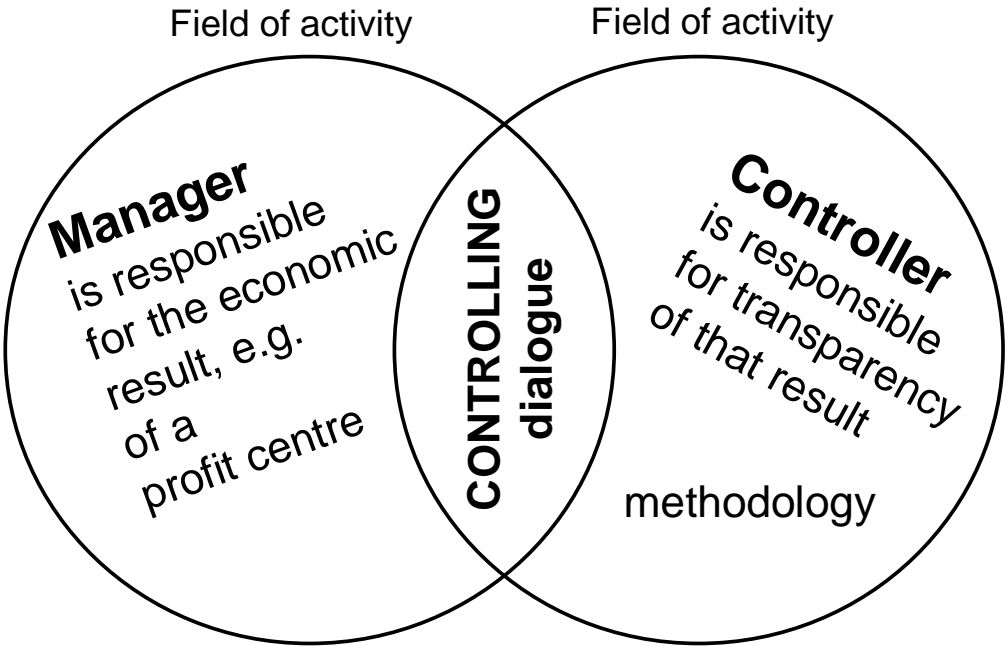 Field of activity
Field of activity
Manager
is responsible
for the economic
result, e.g.
of a
profit centre
CONTROLLING
dialogue
Controller
is responsible
for transparency
of that result
methodology